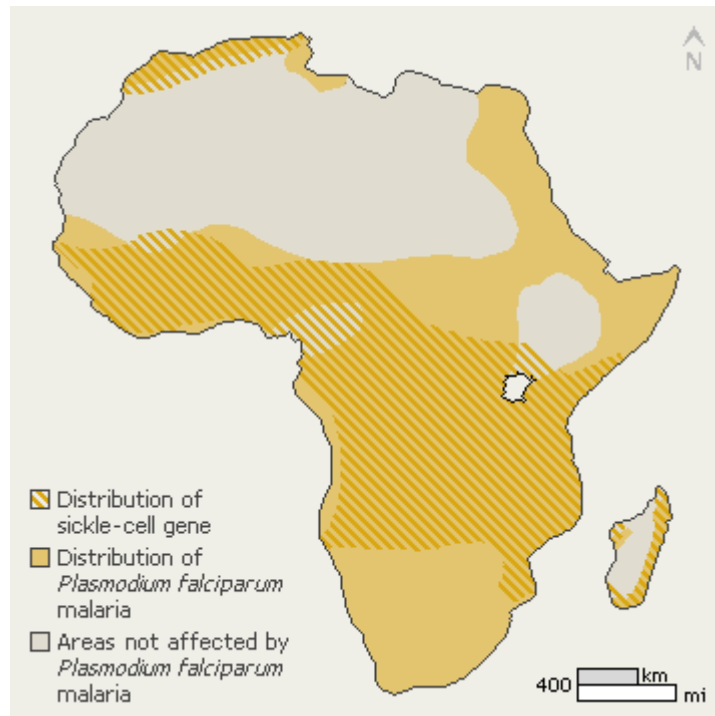 N
Distribution of
sickle-cell gene
Distribution of
Plasmodium falciparum
malaria
Areas not affected by
Plasmodium falciparum
malaria
400 km
mi